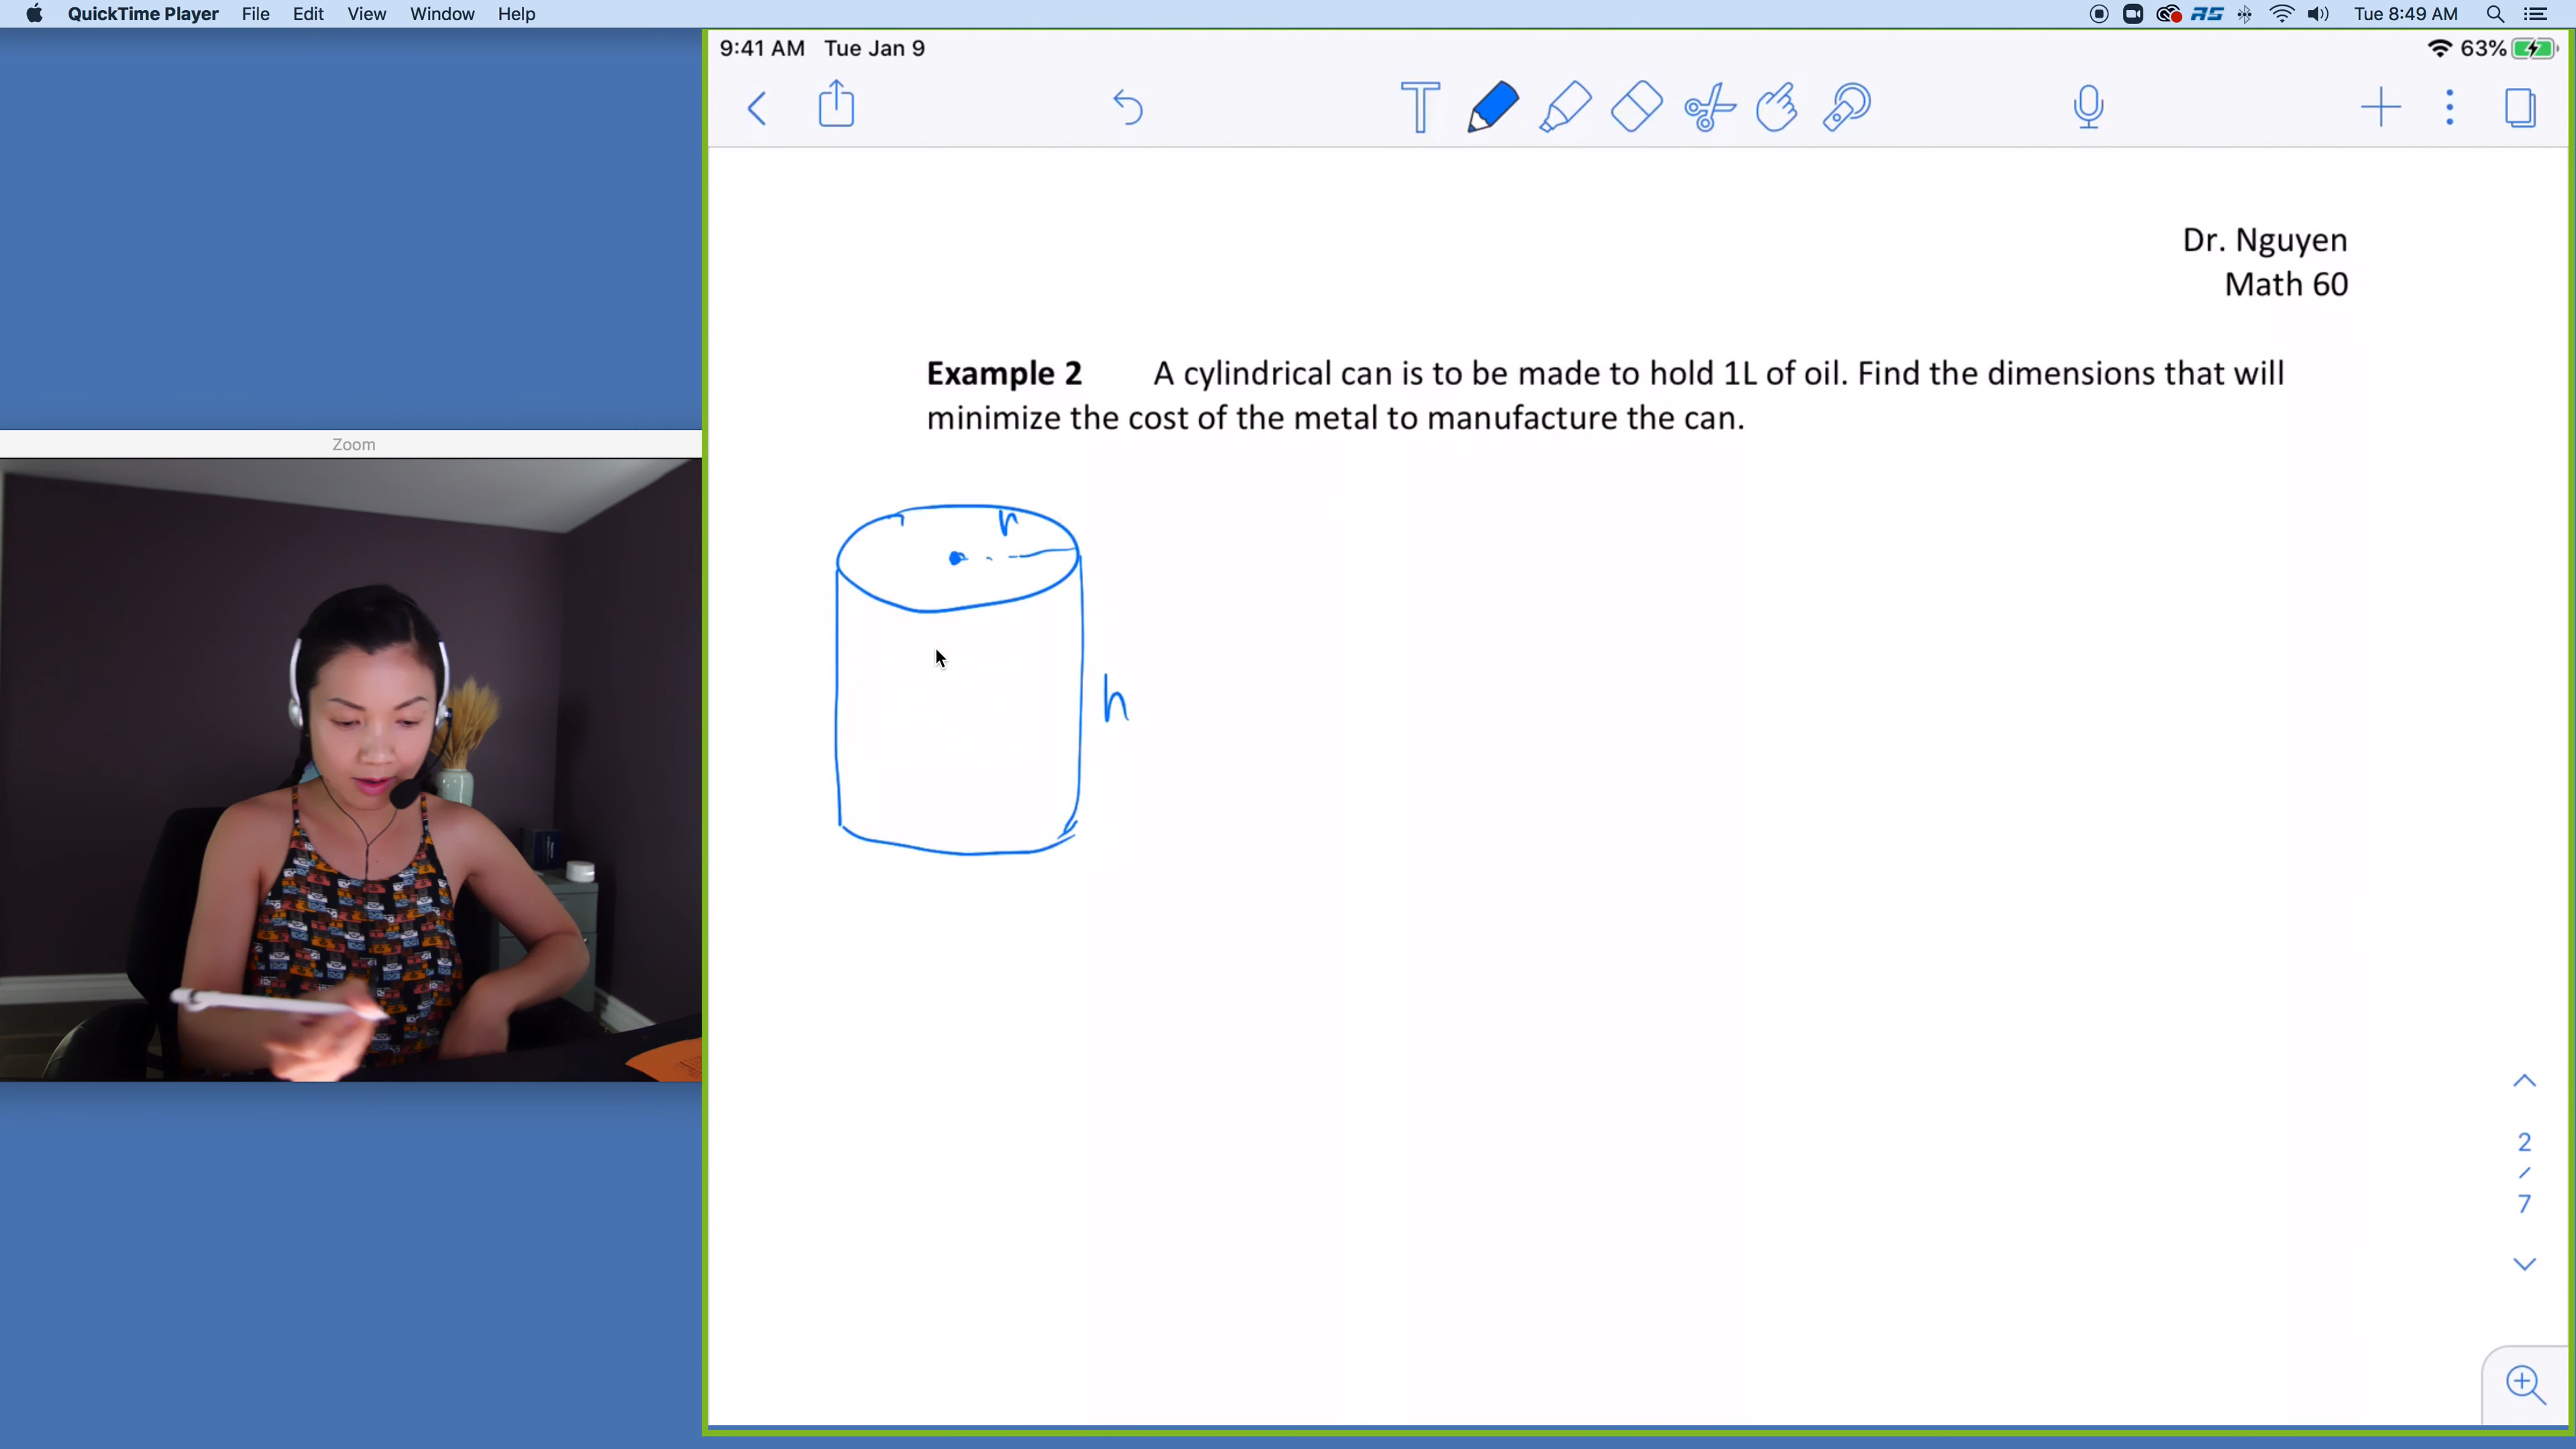 QuickTime Player File Edit View Window Help
Tue 8:49 AM
9:41 AM Tue Jan 9
63%
T
Dr. Nguyen
Math 60
Zoom
Example 2 A cylindrical can is to be made to hold 1L of oil. Find the dimensions that will
minimize the cost of the metal to manufacture the can.
r
h
2
/
7